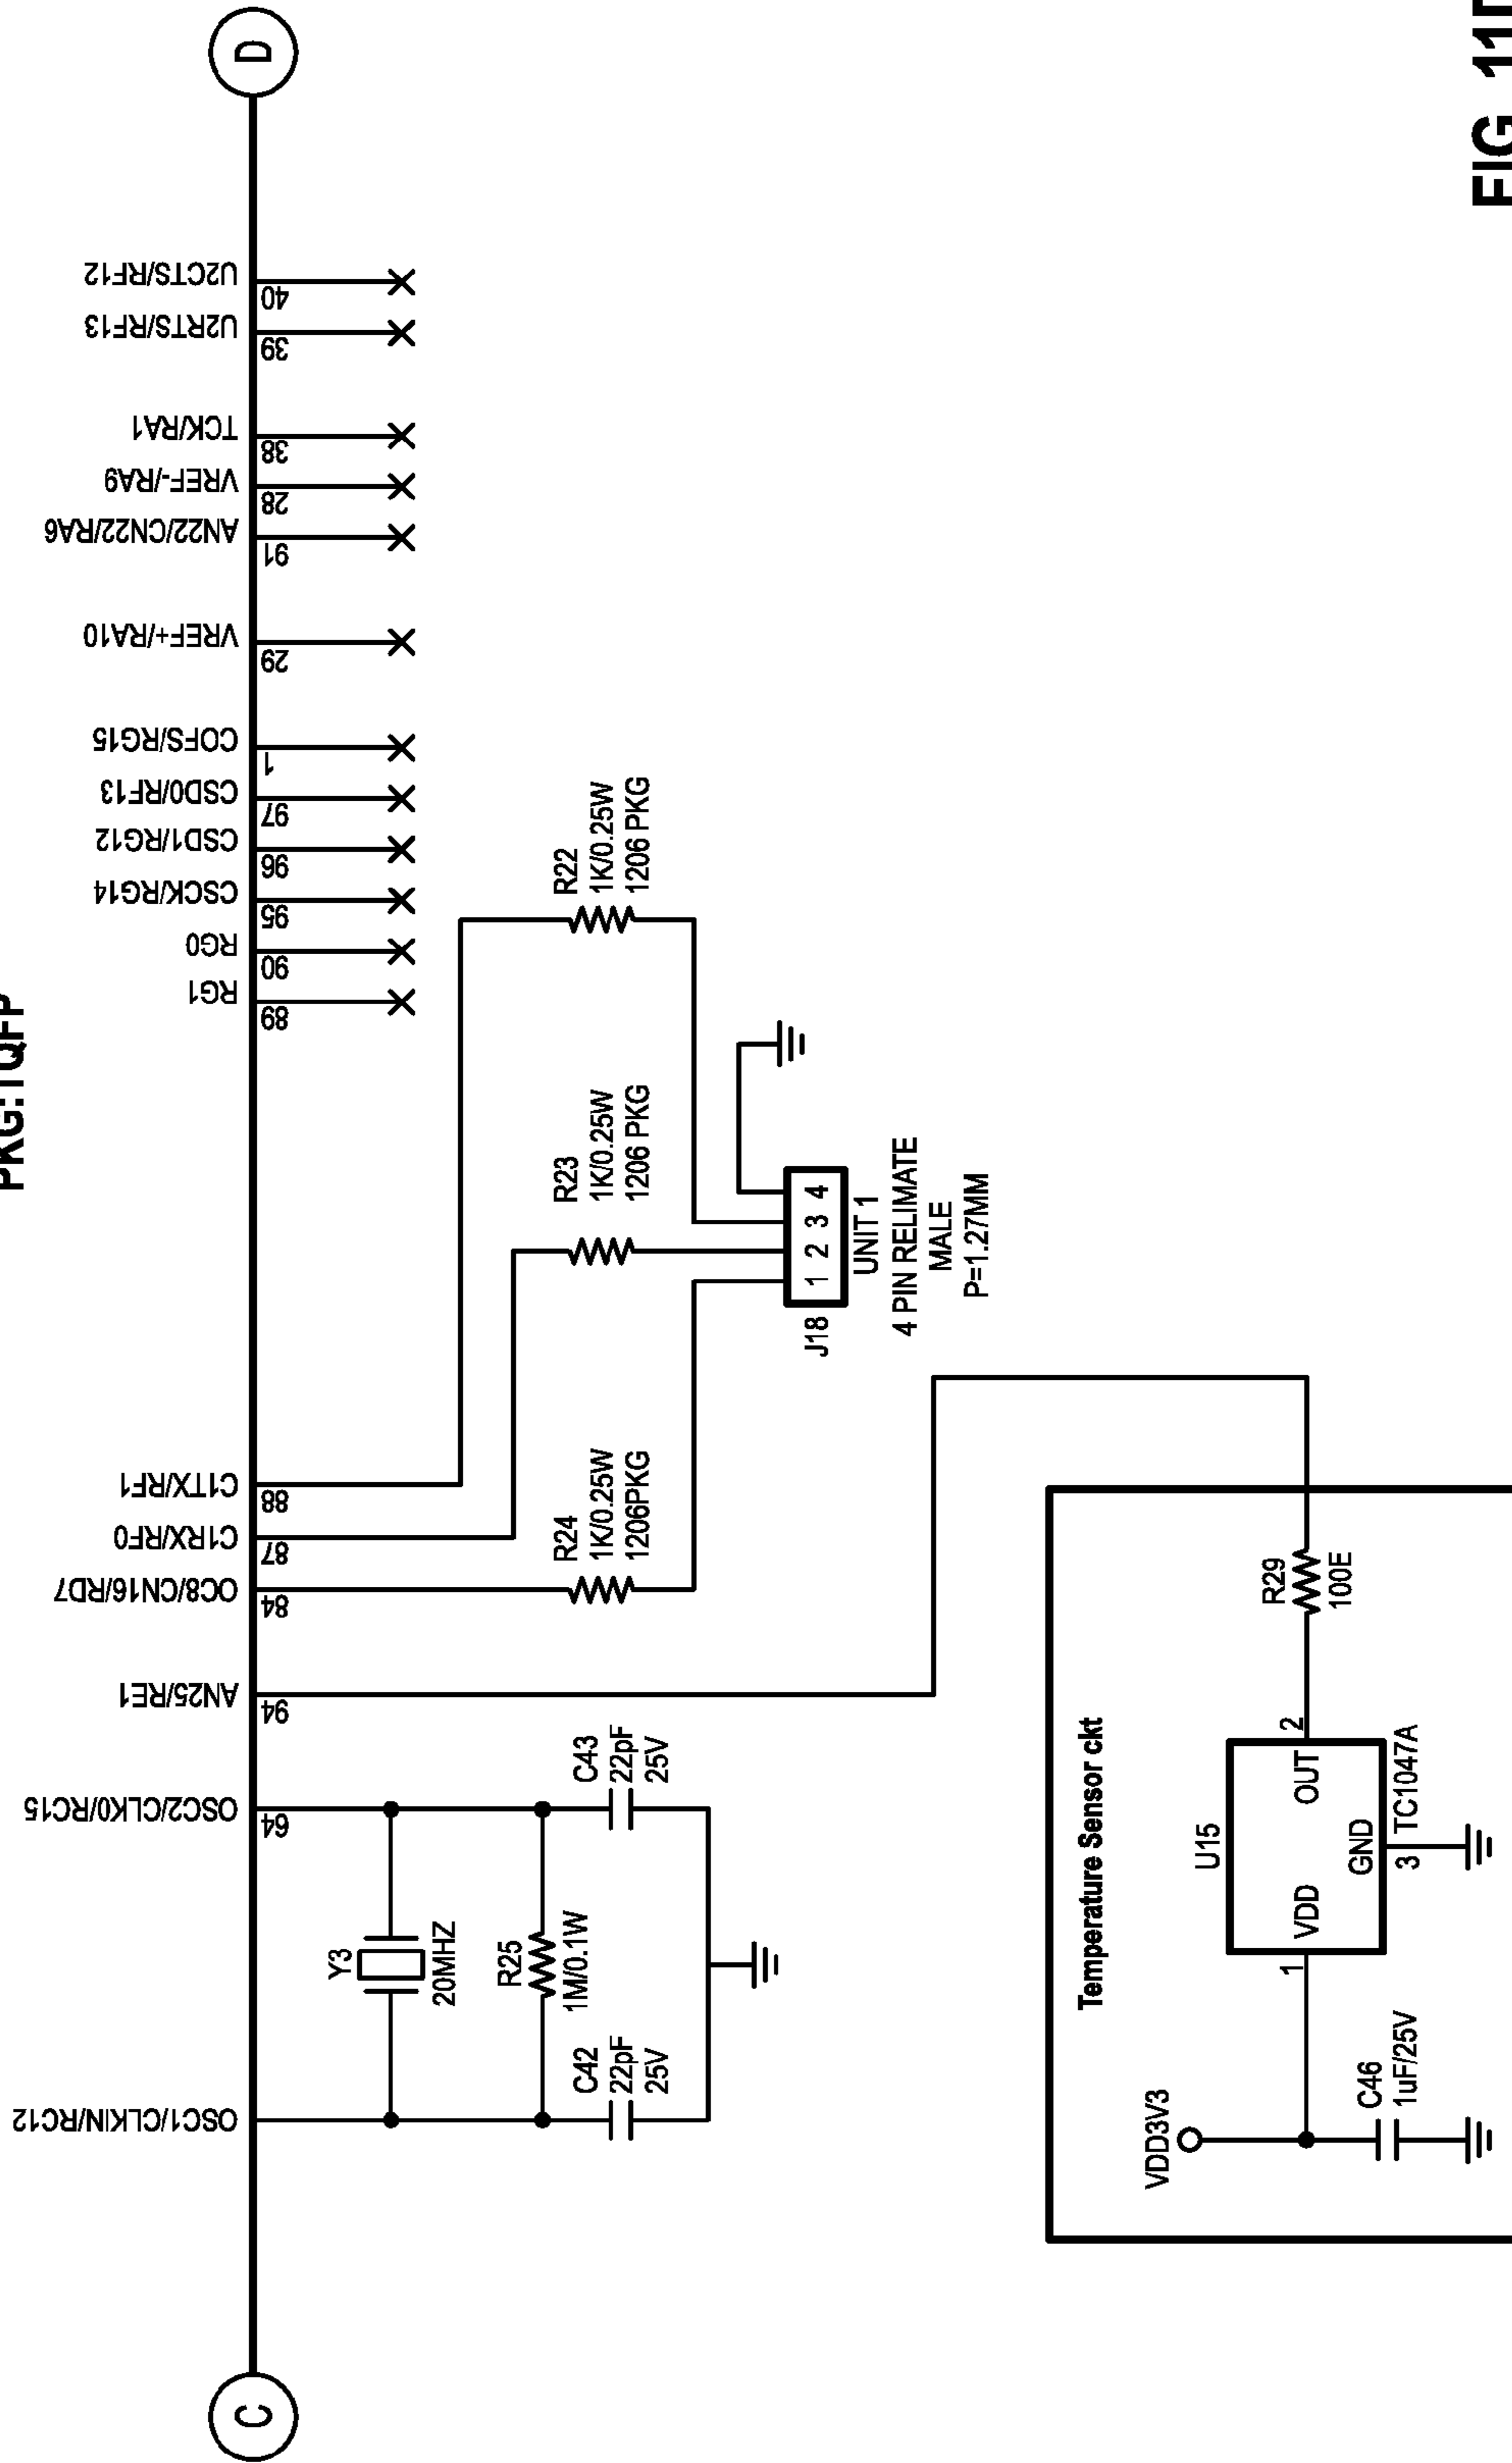 PKG:TQFP
C
D
OSC1/CLKIN/RC12
OSC2/CLK0/RC15
64
AN25/RE1
94
OC8/CN16/RD7
84
C1RX/RF0
87
C1TX/RF1
88
RG1
89
RG0
90
CSCK/RG14
95
CSD1/RG12
96
CSD0/RF13
97
COFS/RG15
1
VREF+/RA10
29
AN22/CN22/RA6
91
VREF-/RA9
28
TCK/RA1
38
U2RTS/RF13
39
U2CTS/RF12
40
Y3
20MHZ
R25
1M/0.1W
C42
22pF
25V
C43
22pF
25V
R24
1K/0.25W
1206PKG
R23
1K/0.25W
1206 PKG
R22
1K/0.25W
1206 PKG
J18
1 2 3 4
UNIT 1
4 PIN RELIMATE
MALE
P=1.27MM
Temperature Sensor ckt
VDD3V3
C46
1uF/25V
U15
1
VDD
OUT
2
GND
3
TC1047A
R29
100E
FIG. 11D